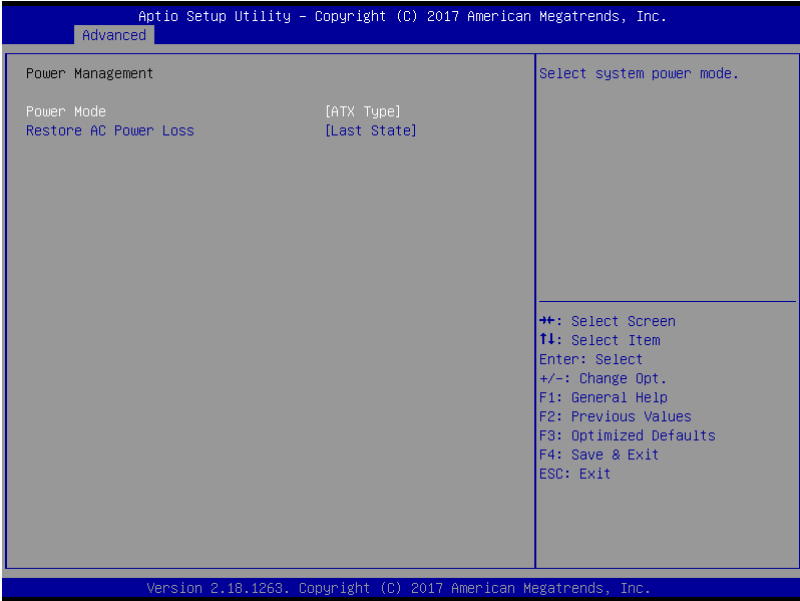 Aptio Setup Utility – Copyright (C) 2017 American Megatrends, Inc.
Advanced
Power Management
Power Mode [ATX Type]
Restore AC Power Loss [Last State]
Select system power mode.
→←: Select Screen
↑↓: Select Item
Enter: Select
+/-: Change Opt.
F1: General Help
F2: Previous Values
F3: Optimized Defaults
F4: Save & Exit
ESC: Exit
Version 2.18.1263. Copyright (C) 2017 American Megatrends, Inc.